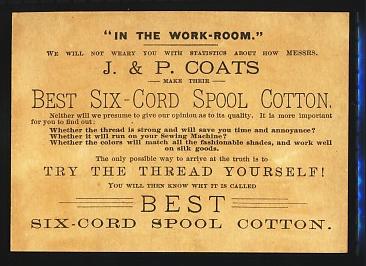 "IN THE WORK-ROOM."
WE WILL NOT WEARY YOU WITH STATISTICS ABOUT HOW MESSRS.
J. & P. COATS
MAKE THEIR
BEST SIX-CORD SPOOL COTTON.
Neither will we presume to give our opinion as to its quality. It is more important
for you to find out:
Whether the thread is strong and will save you time and annoyance?
Whether it will run on your Sewing Machine?
Whether the colors will match all the fashionable shades, and work well
on silk goods.
The only possible way to arrive at the truth is to
TRY THE THREAD YOURSELF!
YOU WILL THEN KNOW WHY IT IS CALLED
BEST
SIX-CORD SPOOL COTTON.